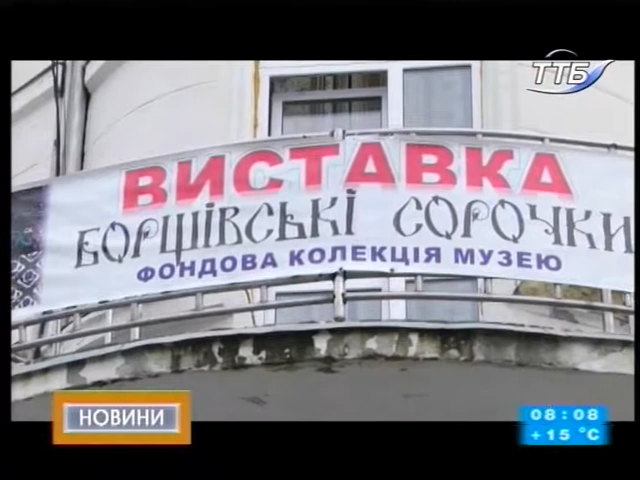 ТТБ
ВИСТАВКА
БОРЩІВСЬКІ СОРОЧКИ
ФОНДОВА КОЛЕКЦІЯ МУЗЕЮ
НОВИНИ
08:08
+15 °C